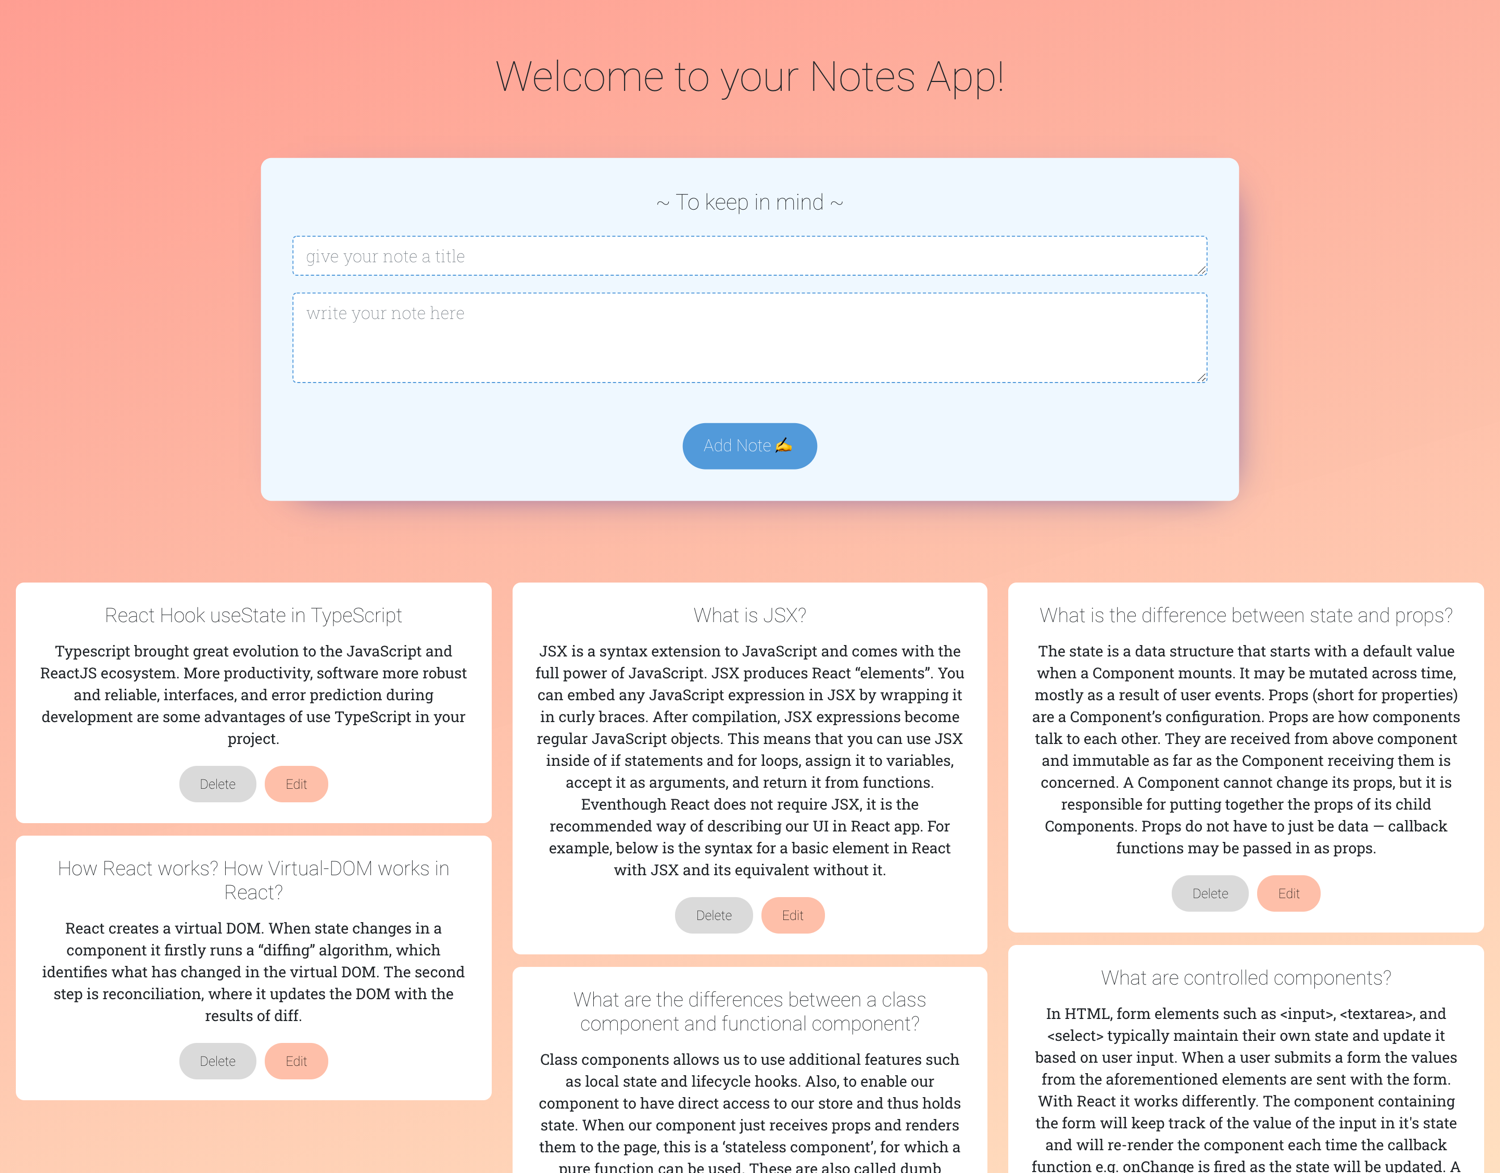 Welcome to your Notes App!
~ To keep in mind ~
give your note a title
write your note here
Add Note ✍️
React Hook useState in TypeScript
Typescript brought great evolution to the JavaScript and
ReactJS ecosystem. More productivity, software more robust
and reliable, interfaces, and error prediction during
development are some advantages of use TypeScript in your
project.
Delete Edit
How React works? How Virtual-DOM works in
React?
React creates a virtual DOM. When state changes in a
component it firstly runs a “diffing” algorithm, which
identifies what has changed in the virtual DOM. The second
step is reconciliation, where it updates the DOM with the
results of diff.
Delete Edit
What is JSX?
JSX is a syntax extension to JavaScript and comes with the
full power of JavaScript. JSX produces React “elements”. You
can embed any JavaScript expression in JSX by wrapping it
in curly braces. After compilation, JSX expressions become
regular JavaScript objects. This means that you can use JSX
inside of if statements and for loops, assign it to variables,
accept it as arguments, and return it from functions.
Eventhough React does not require JSX, it is the
recommended way of describing our UI in React app. For
example, below is the syntax for a basic element in React
with JSX and its equivalent without it.
Delete Edit
What are the differences between a class
component and functional component?
Class components allows us to use additional features such
as local state and lifecycle hooks. Also, to enable our
component to have direct access to our store and thus holds
state. When our component just receives props and renders
them to the page, this is a ‘stateless component’, for which a
pure function can be used. These are also called dumb
What is the difference between state and props?
The state is a data structure that starts with a default value
when a Component mounts. It may be mutated across time,
mostly as a result of user events. Props (short for properties)
are a Component’s configuration. Props are how components
talk to each other. They are received from above component
and immutable as far as the Component receiving them is
concerned. A Component cannot change its props, but it is
responsible for putting together the props of its child
Components. Props do not have to just be data — callback
functions may be passed in as props.
Delete Edit
What are controlled components?
In HTML, form elements such as <input>, <textarea>, and
<select> typically maintain their own state and update it
based on user input. When a user submits a form the values
from the aforementioned elements are sent with the form.
With React it works differently. The component containing
the form will keep track of the value of the input in it's state
and will re-render the component each time the callback
function e.g. onChange is fired as the state will be updated. A